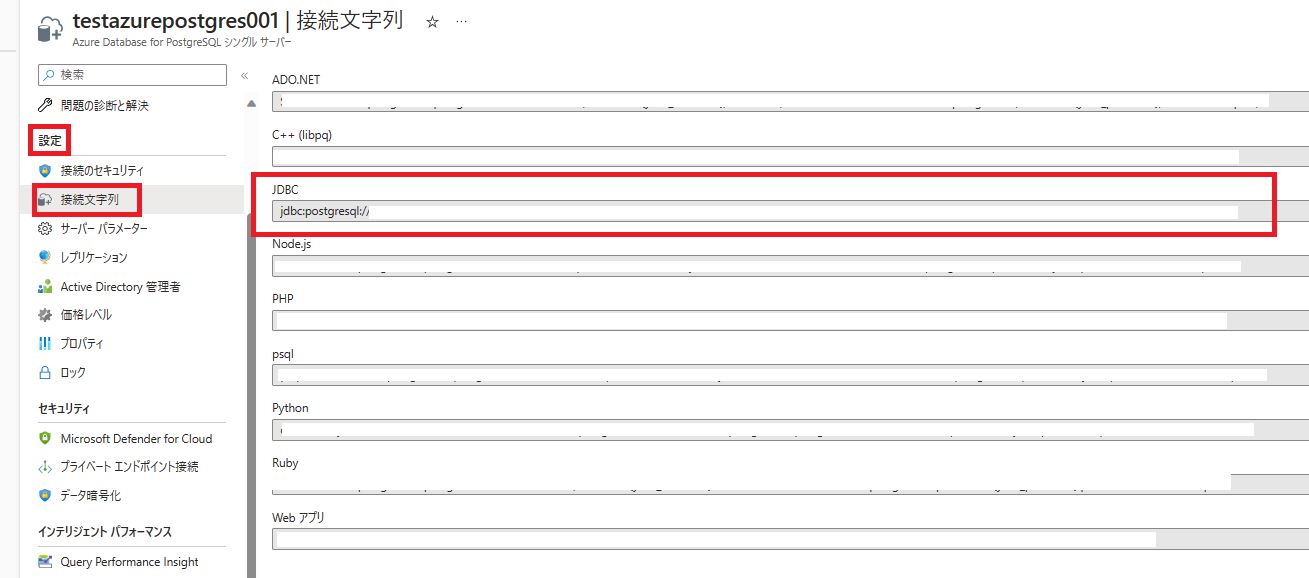 testazurepostgres001 | 接続文字列 ☆ ···
Azure Database for PostgreSQL シングル サーバー
検索
«
問題の診断と解決
設定
接続のセキュリティ
接続文字列
サーバー パラメーター
レプリケーション
Active Directory 管理者
価格レベル
プロパティ
ロック
セキュリティ
Microsoft Defender for Cloud
プライベート エンドポイント接続
データ暗号化
インテリジェント パフォーマンス
Query Performance Insight
ADO.NET
C++ (libpq)
JDBC
jdbc:postgresql://
Node.js
PHP
psql
Python
Ruby
Web アプリ